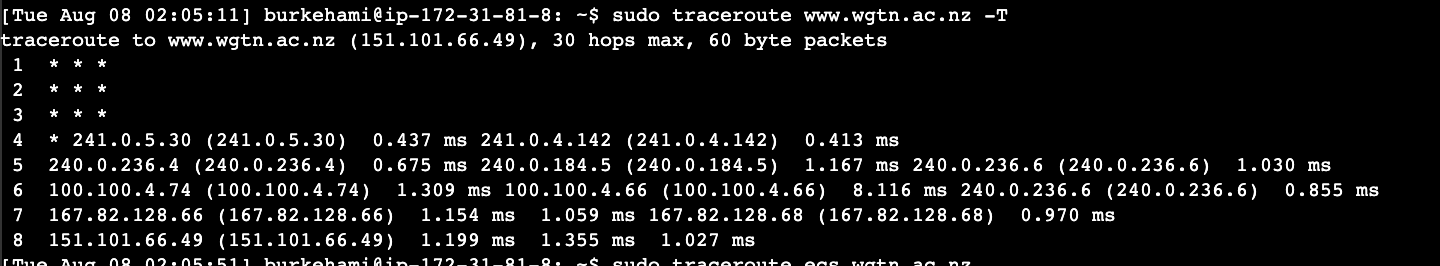 [Tue Aug 08 02:05:11] burkehami@ip-172-31-81-8: ~$ sudo traceroute www.wgtn.ac.nz -T
traceroute to www.wgtn.ac.nz (151.101.66.49), 30 hops max, 60 byte packets
 1  * * *
 2  * * *
 3  * * *
 4  * 241.0.5.30 (241.0.5.30)  0.437 ms 241.0.4.142 (241.0.4.142)  0.413 ms
 5  240.0.236.4 (240.0.236.4)  0.675 ms 240.0.184.5 (240.0.184.5)  1.167 ms 240.0.236.6 (240.0.236.6)  1.030 ms
 6  100.100.4.74 (100.100.4.74)  1.309 ms 100.100.4.66 (100.100.4.66)  8.116 ms 240.0.236.6 (240.0.236.6)  0.855 ms
 7  167.82.128.66 (167.82.128.66)  1.154 ms  1.059 ms 167.82.128.68 (167.82.128.68)  0.970 ms
 8  151.101.66.49 (151.101.66.49)  1.199 ms  1.355 ms  1.027 ms
[Tue Aug 08 02:05:51] burkehami@ip-172-31-81-8: ~$ sudo traceroute ecs.wgtn.ac.nz